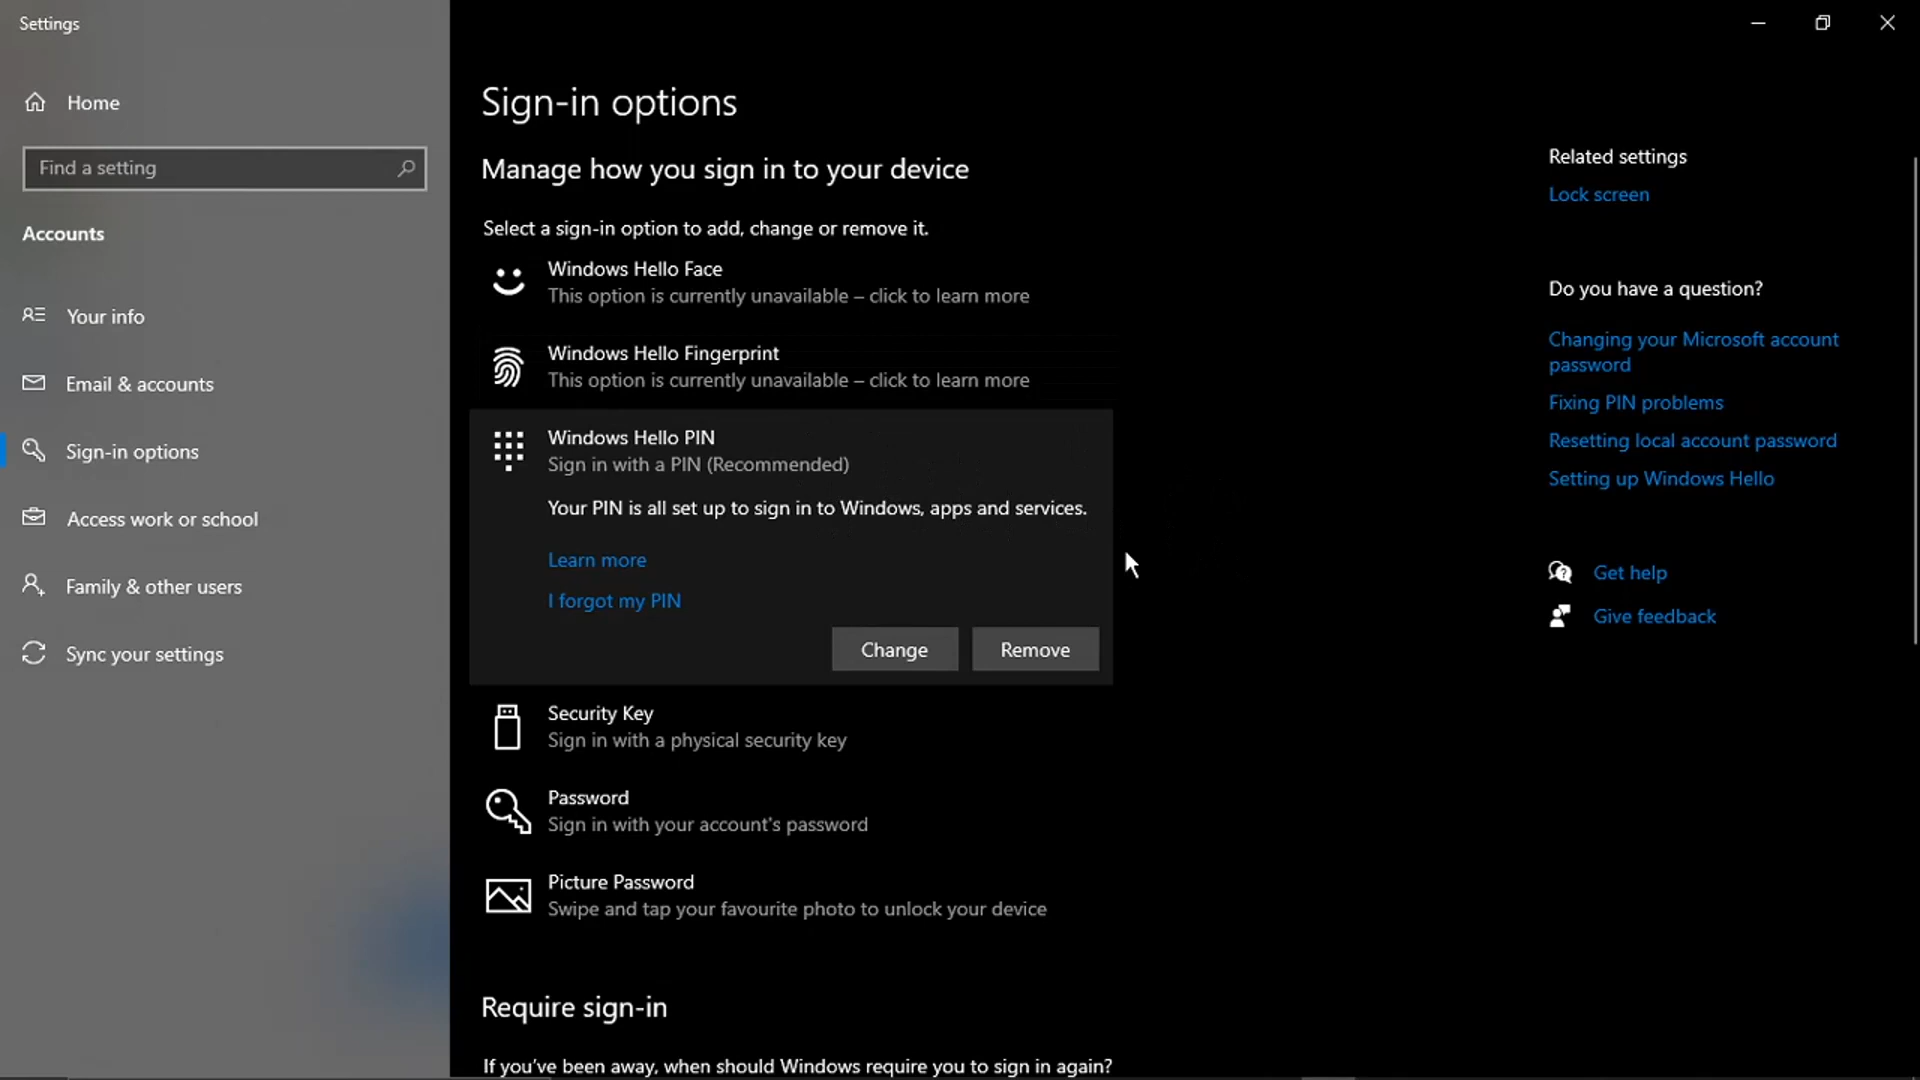 Settings
Home
Find a setting
Accounts
Your info
Email & accounts
Sign-in options
Access work or school
Family & other users
Sync your settings
Sign-in options
Manage how you sign in to your device
Select a sign-in option to add, change or remove it.
Windows Hello Face
This option is currently unavailable – click to learn more
Windows Hello Fingerprint
This option is currently unavailable – click to learn more
Windows Hello PIN
Sign in with a PIN (Recommended)
Your PIN is all set up to sign in to Windows, apps and services.
Learn more
I forgot my PIN
Change
Remove
Security Key
Sign in with a physical security key
Password
Sign in with your account's password
Picture Password
Swipe and tap your favourite photo to unlock your device
Require sign-in
If you've been away, when should Windows require you to sign in again?
Related settings
Lock screen
Do you have a question?
Changing your Microsoft account
password
Fixing PIN problems
Resetting local account password
Setting up Windows Hello
Get help
Give feedback